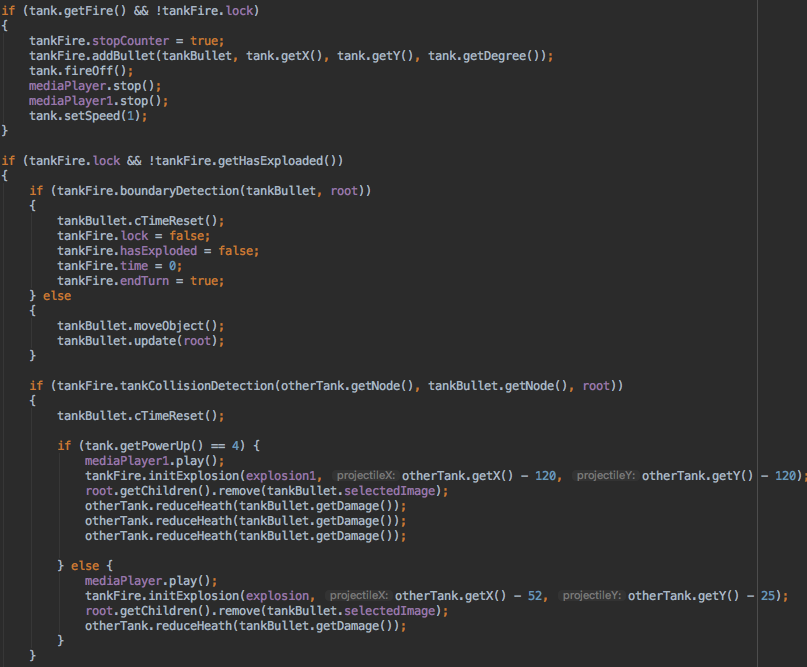 if (tank.getFire() && !tankFire.lock)
{
    tankFire.stopCounter = true;
    tankFire.addBullet(tankBullet, tank.getX(), tank.getY(), tank.getDegree());
    tank.fireOff();
    mediaPlayer.stop();
    mediaPlayer1.stop();
    tank.setSpeed(1);
}
if (tankFire.lock && !tankFire.getHasExploaded())
{
    if (tankFire.boundaryDetection(tankBullet, root))
    {
        tankBullet.cTimeReset();
        tankFire.lock = false;
        tankFire.hasExploded = false;
        tankFire.time = 0;
        tankFire.endTurn = true;
    } else
    {
        tankBullet.moveObject();
        tankBullet.update(root);
    }
    if (tankFire.tankCollisionDetection(otherTank.getNode(), tankBullet.getNode(), root))
    {
        tankBullet.cTimeReset();
        if (tank.getPowerUp() == 4) {
            mediaPlayer1.play();
            tankFire.initExplosion(explosion1, projectileX: otherTank.getX() - 120, projectileY: otherTank.getY() - 120);
            root.getChildren().remove(tankBullet.selectedImage);
            otherTank.reduceHeath(tankBullet.getDamage());
            otherTank.reduceHeath(tankBullet.getDamage());
            otherTank.reduceHeath(tankBullet.getDamage());
        } else {
            mediaPlayer.play();
            tankFire.initExplosion(explosion, projectileX: otherTank.getX() - 52, projectileY: otherTank.getY() - 25);
            root.getChildren().remove(tankBullet.selectedImage);
            otherTank.reduceHeath(tankBullet.getDamage());
        }
    }